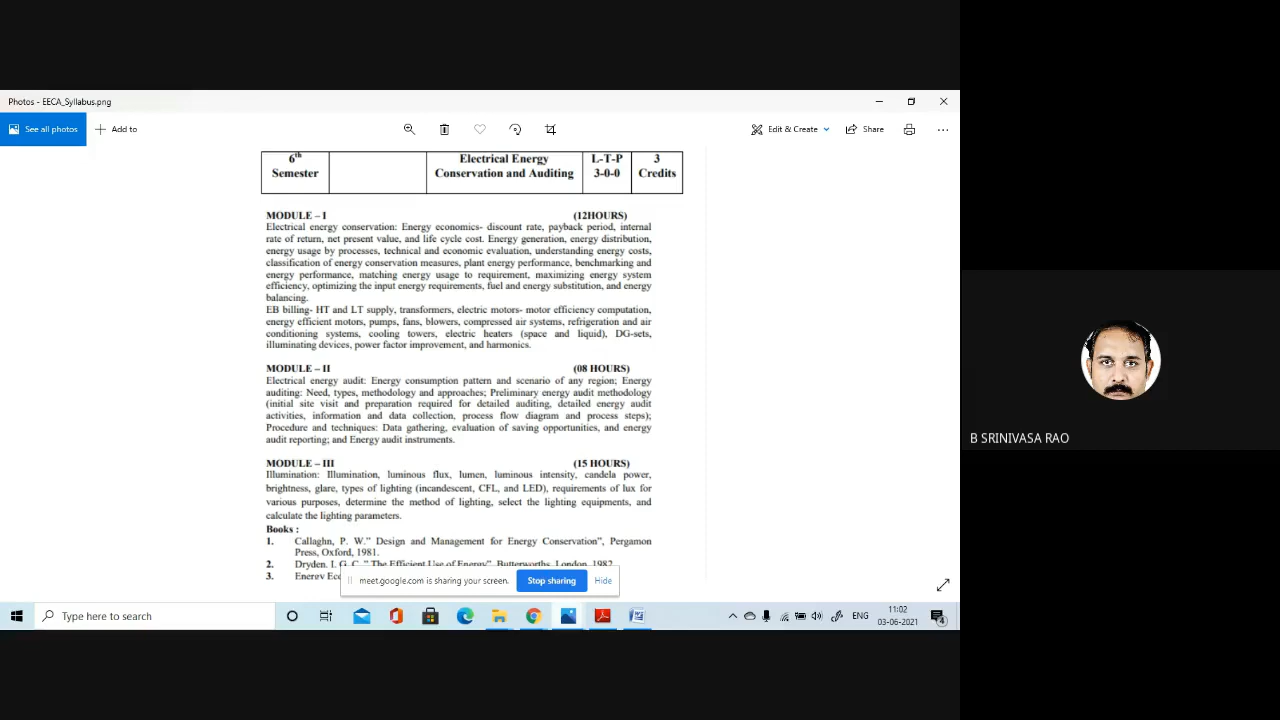 Photos - EECA_Syllabus.png
See all photos
Add to
Edit & Create
Share
6th Semester
Electrical Energy Conservation and Auditing
L-T-P 3-0-0
3 Credits
MODULE – I (12HOURS)
Electrical energy conservation: Energy economics- discount rate, payback period, internal
rate of return, net present value, and life cycle cost. Energy generation, energy distribution,
energy usage by processes, technical and economic evaluation, understanding energy costs,
classification of energy conservation measures, plant energy performance, benchmarking and
energy performance, matching energy usage to requirement, maximizing energy system
efficiency, optimizing the input energy requirements, fuel and energy substitution, and energy
balancing.
EB billing- HT and LT supply, transformers, electric motors- motor efficiency computation,
energy efficient motors, pumps, fans, blowers, compressed air systems, refrigeration and air
conditioning systems, cooling towers, electric heaters (space and liquid), DG-sets,
illuminating devices, power factor improvement, and harmonics.
MODULE – II (08 HOURS)
Electrical energy audit: Energy consumption pattern and scenario of any region; Energy
auditing: Need, types, methodology and approaches; Preliminary energy audit methodology
(initial site visit and preparation required for detailed auditing, detailed energy audit
activities, information and data collection, process flow diagram and process steps);
Procedure and techniques: Data gathering, evaluation of saving opportunities, and energy
audit reporting; and Energy audit instruments.
MODULE – III (15 HOURS)
Illumination: Illumination, luminous flux, lumen, luminous intensity, candela power,
brightness, glare, types of lighting (incandescent, CFL, and LED), requirements of lux for
various purposes, determine the method of lighting, select the lighting equipments, and
calculate the lighting parameters.
Books :
1. Callaghn, P. W." Design and Management for Energy Conservation", Pergamon
Press, Oxford, 1981.
2. Dryden. I. G. C." The Efficient Use of Energy", Butterworths, London, 1982
3. Energy
meet.google.com is sharing your screen.
Stop sharing
Hide
Type here to search
ENG
11:02
03-06-2021
4
B SRINIVASA RAO